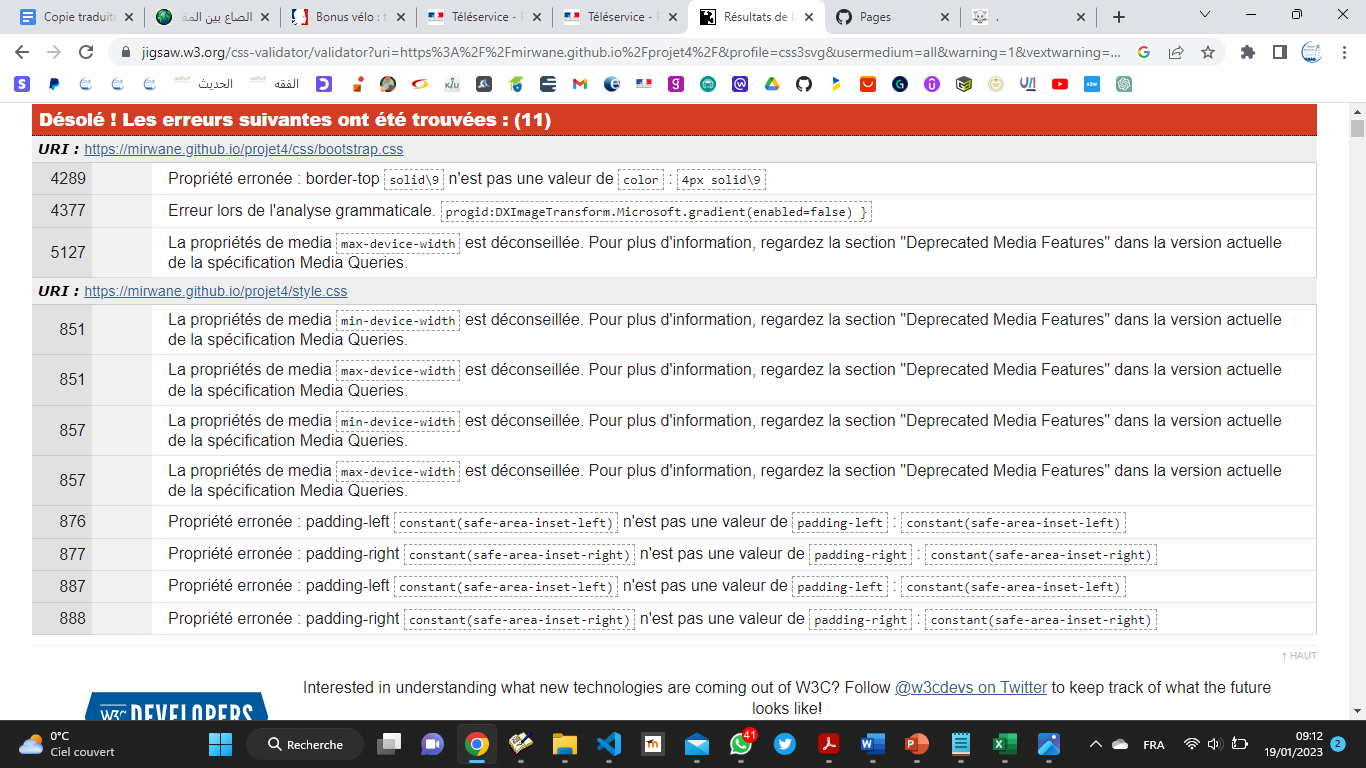 Copie traduite
الصاع بين المق
Bonus vélo : t
Téléservice - F
Téléservice - F
Résultats de l
Pages
.
jigsaw.w3.org/css-validator/validator?uri=https%3A%2F%2Fmirwane.github.io%2Fprojet4%2F&profile=css3svg&usermedium=all&warning=1&vextwarning=...
الحديث
الفقه
Désolé ! Les erreurs suivantes ont été trouvées : (11)
URI : https://mirwane.github.io/projet4/css/bootstrap.css
4289 Propriété erronée : border-top solid\9 n'est pas une valeur de color : 4px solid\9
4377 Erreur lors de l'analyse grammaticale. progid:DXImageTransform.Microsoft.gradient(enabled=false) }
5127 La propriétés de media max-device-width est déconseillée. Pour plus d'information, regardez la section "Deprecated Media Features" dans la version actuelle
de la spécification Media Queries.
URI : https://mirwane.github.io/projet4/style.css
851 La propriétés de media min-device-width est déconseillée. Pour plus d'information, regardez la section "Deprecated Media Features" dans la version actuelle
de la spécification Media Queries.
851 La propriétés de media max-device-width est déconseillée. Pour plus d'information, regardez la section "Deprecated Media Features" dans la version actuelle
de la spécification Media Queries.
857 La propriétés de media min-device-width est déconseillée. Pour plus d'information, regardez la section "Deprecated Media Features" dans la version actuelle
de la spécification Media Queries.
857 La propriétés de media max-device-width est déconseillée. Pour plus d'information, regardez la section "Deprecated Media Features" dans la version actuelle
de la spécification Media Queries.
876 Propriété erronée : padding-left constant(safe-area-inset-left) n'est pas une valeur de padding-left : constant(safe-area-inset-left)
877 Propriété erronée : padding-right constant(safe-area-inset-right) n'est pas une valeur de padding-right : constant(safe-area-inset-right)
887 Propriété erronée : padding-left constant(safe-area-inset-left) n'est pas une valeur de padding-left : constant(safe-area-inset-left)
888 Propriété erronée : padding-right constant(safe-area-inset-right) n'est pas une valeur de padding-right : constant(safe-area-inset-right)
↑ HAUT
W3C DEVELOPERS
Interested in understanding what new technologies are coming out of W3C? Follow @w3cdevs on Twitter to keep track of what the future
looks like!
0°C
Ciel couvert
Recherche
41
FRA
09:12
19/01/2023
2